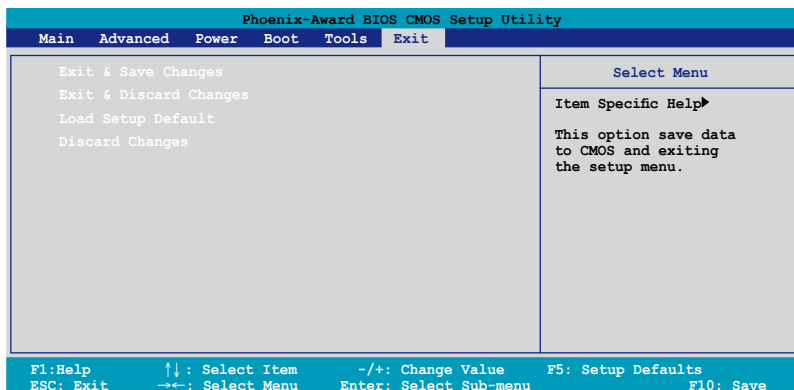 Phoenix-Award BIOS CMOS Setup Utility
Main Advanced Power Boot Tools Exit
Exit & Save Changes
Exit & Discard Changes
Load Setup Default
Discard Changes
Select Menu
Item Specific Help▶
This option save data
to CMOS and exiting
the setup menu.
F1:Help ↑↓: Select Item -/+: Change Value F5: Setup Defaults
ESC: Exit →←: Select Menu Enter: Select Sub-menu F10: Save